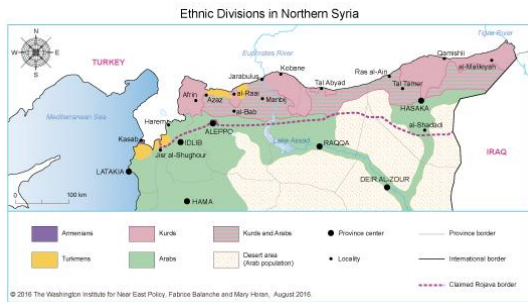 Ethnic Divisions in Northern Syria
Tigris River
N
W
E
S
TURKEY
Euphrates River
Qamishli
al-Malikiyah
Kobane
Ras al-Ain
Jarabulus
Tal Abyad
Tal Tamer
Afrin
Azaz
al-Raai
Manbij
HASAKA
Mediterranean Sea
Harem
al-Bab
ALEPPO
al-Shadadi
Kasab
IDLIB
Lake Assad
RAQQA
IRAQ
Jisr al-Shughour
LATAKIA
DEIR AL-ZOUR
0
100 km
HAMA
Armenians
Kurds
Kurds and Arabs
Province center
Province border
Turkmens
Arabs
Desert area
(Arab population)
Locality
International border
Claimed Rojava border
© 2016 The Washington Institute for Near East Policy, Fabrice Balanche and Mary Horan, August 2016.